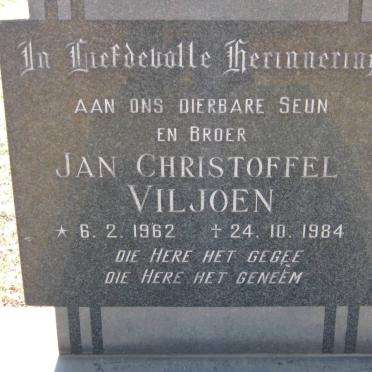 In Liefdevolle Herinnering
AAN ONS DIERBARE SEUN
EN BROER
JAN CHRISTOFFEL
VILJOEN
* 6. 2. 1962 † 24. 10. 1984
DIE HERE HET GEGEE
DIE HERE HET GENEËM